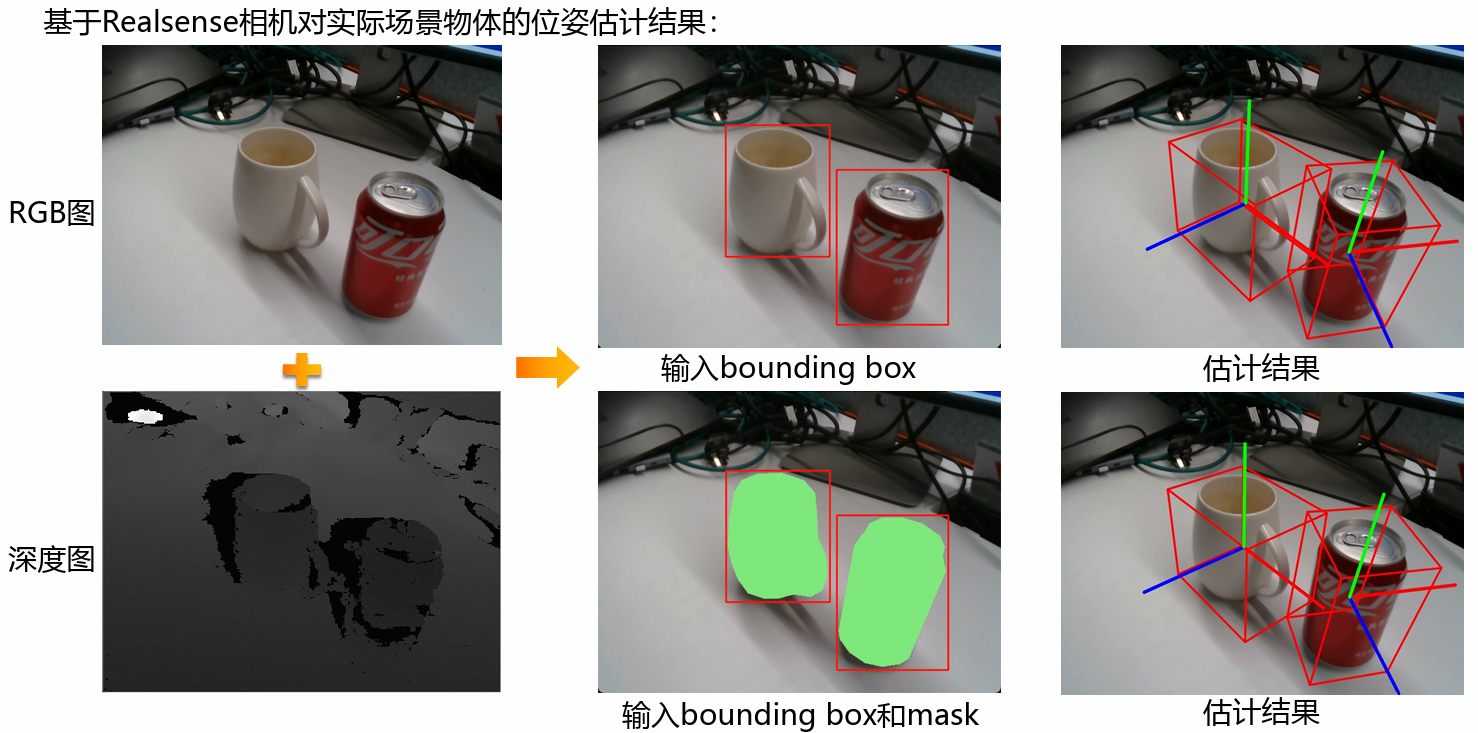 基于Realsense相机对实际场景物体的位姿估计结果：
RGB图
输入bounding box
估计结果
深度图
输入bounding box和mask
估计结果